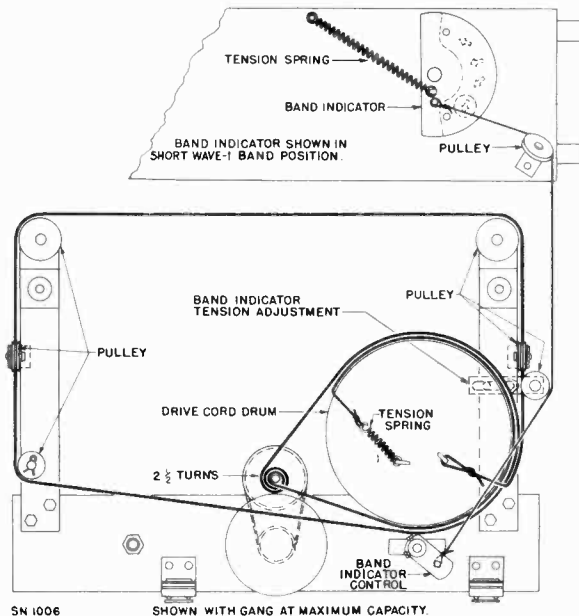 TENSION SPRING
BAND INDICATOR
BAND INDICATOR SHOWN IN
SHORT WAVE-1 BAND POSITION.
PULLEY
BAND INDICATOR
TENSION ADJUSTMENT
PULLEY
PULLEY
DRIVE CORD DRUM
TENSION
SPRING
2 ½ TURNS
BAND
INDICATOR
CONTROL
SN 1006
SHOWN WITH GANG AT MAXIMUM CAPACITY.